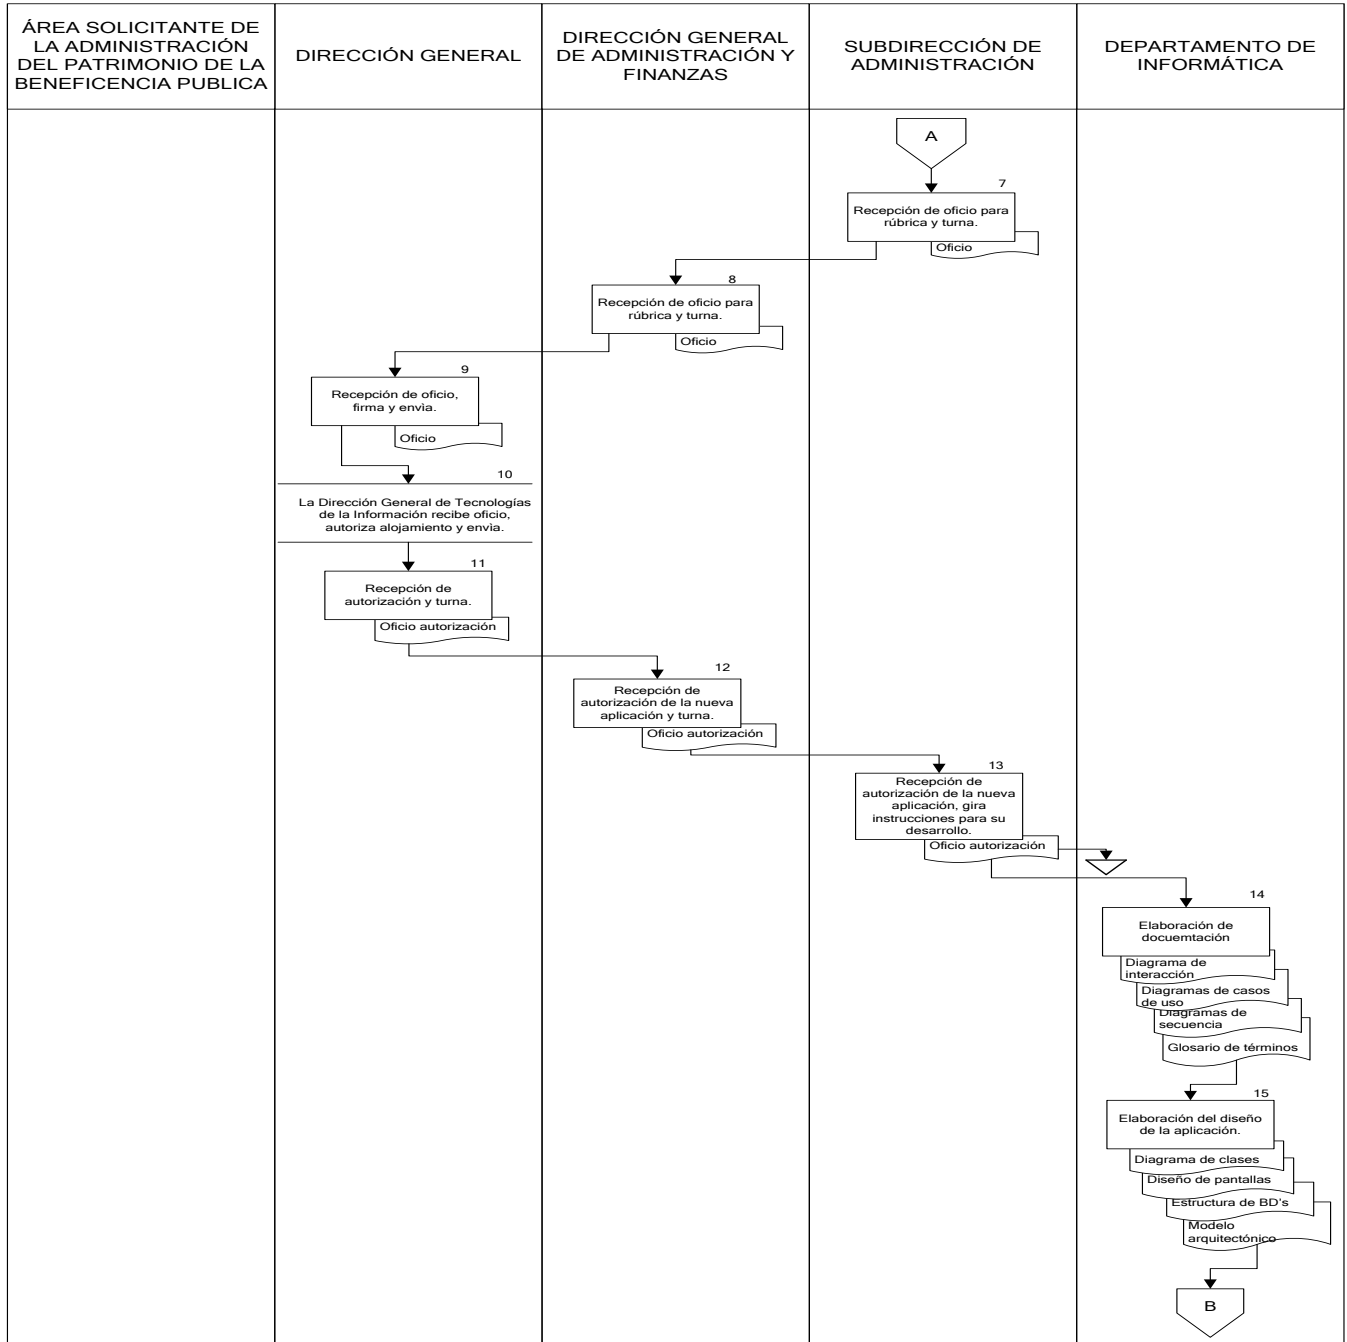 ÁREA SOLICITANTE DE
LA ADMINISTRACIÓN
DEL PATRIMONIO DE LA
BENEFICENCIA PUBLICA
DIRECCIÓN GENERAL
DIRECCIÓN GENERAL
DE ADMINISTRACIÓN Y
FINANZAS
SUBDIRECCIÓN DE
ADMINISTRACIÓN
DEPARTAMENTO DE
INFORMÁTICA
A
7
Recepción de oficio para
rúbrica y turna.
Oficio
8
Recepción de oficio para
rúbrica y turna.
Oficio
9
Recepción de oficio,
firma y envìa.
Oficio
10
La Dirección General de Tecnologías
de la Información recibe oficio,
autoriza alojamiento y envìa.
11
Recepción de
autorización y turna.
Oficio autorización
12
Recepción de
autorización de la nueva
aplicación y turna.
Oficio autorización
13
Recepción de
autorización de la nueva
aplicación, gira
instrucciones para su
desarrollo.
Oficio autorización
14
Elaboración de
docuemtación
Diagrama de
interacción
Diagramas de casos
de uso
Diagramas de
secuencia
Glosario de términos
15
Elaboración del diseño
de la aplicación.
Diagrama de clases
Diseño de pantallas
Estructura de BD's
Modelo
arquitectónico
B